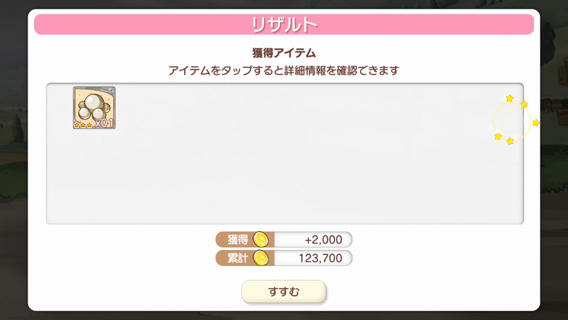 リザルト
獲得アイテム
アイテムをタップすると詳細情報を確認できます
x01
獲得 +2,000
累計 123,700
すすむ